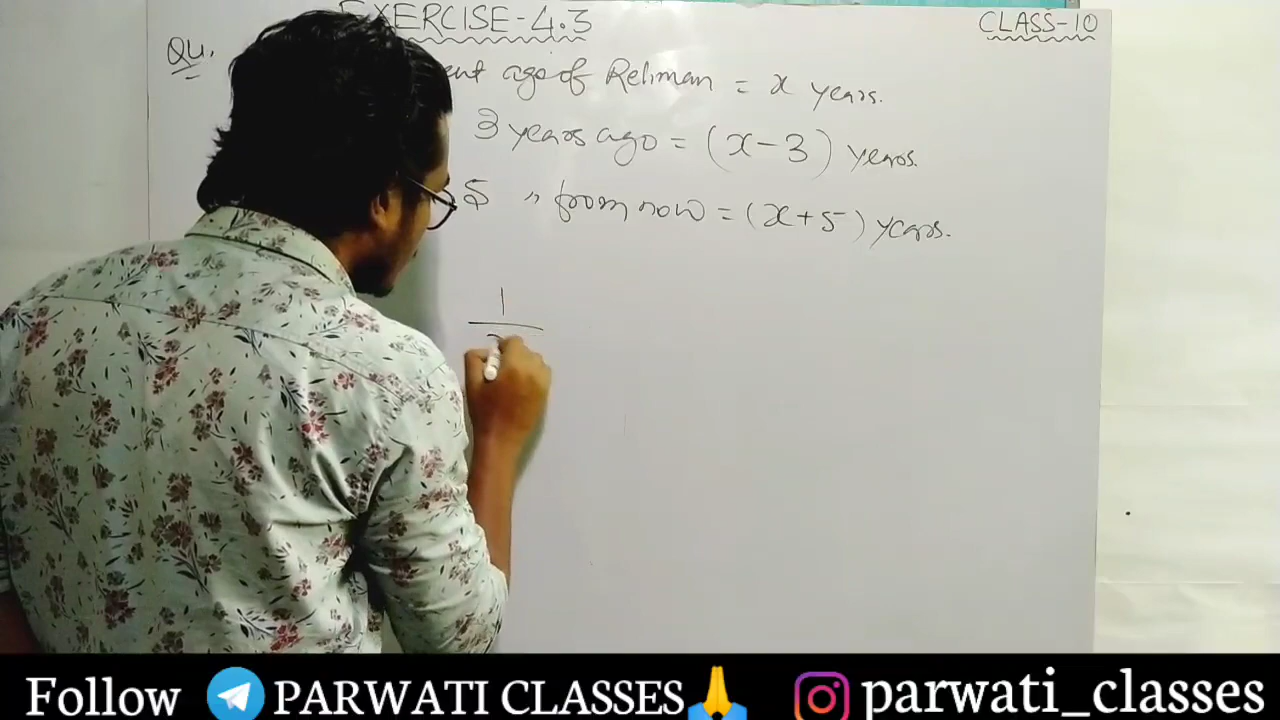 EXERCISE-4.3
CLASS-10
Qu.
age of Rehman = x years.
3 years ago = (x-3) years.
5 " from now = (x+5) years.
1
Follow PARWATI CLASSES🙏 parwati_classes